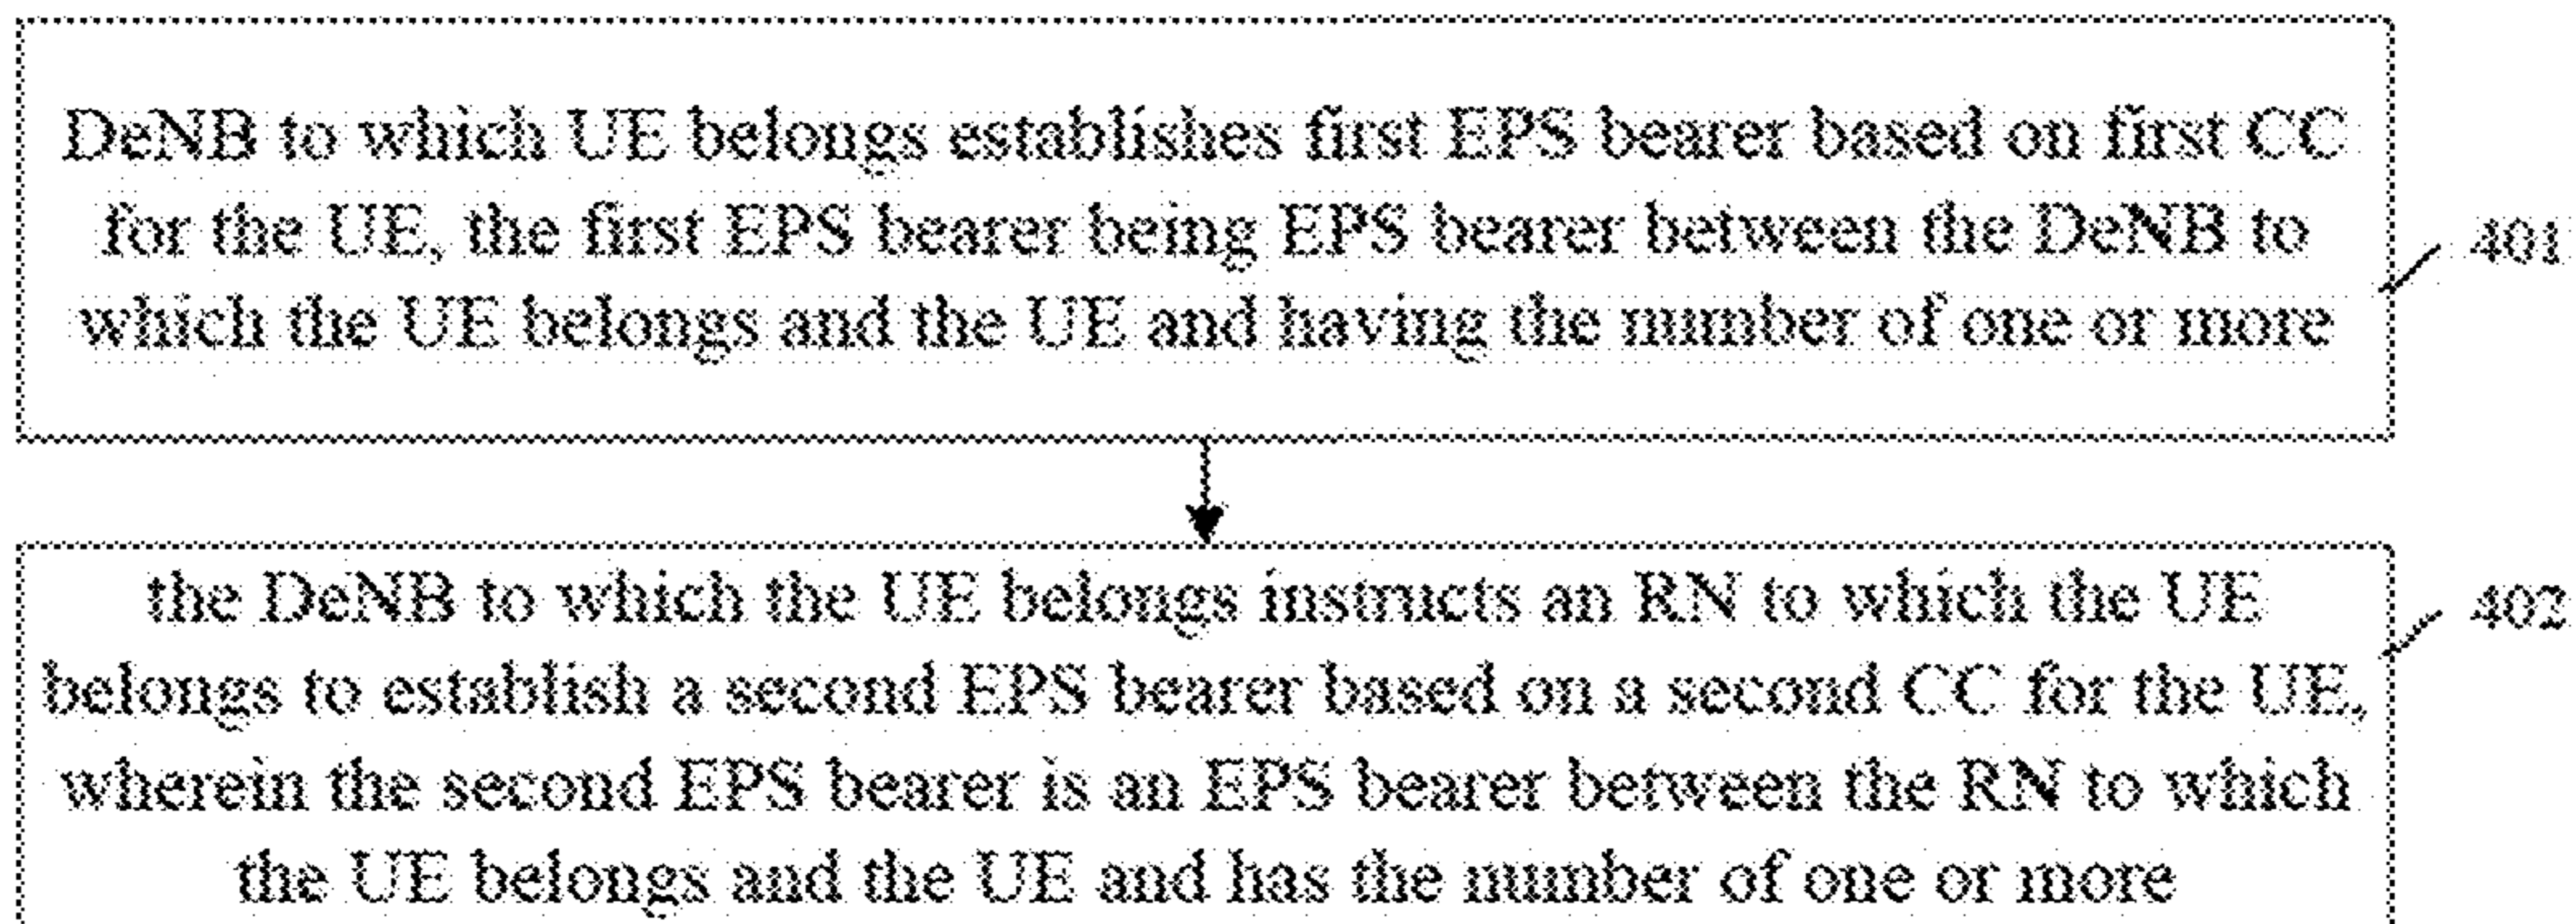 DeNB to which UE belongs establishes first EPS bearer based on first CC
for the UE, the first EPS bearer being EPS bearer between the DeNB to
which the UE belongs and the UE and having the number of one or more
401
the DeNB to which the UE belongs instructs an RN to which the UE
belongs to establish a second EPS bearer based on a second CC for the UE,
wherein the second EPS bearer is an EPS bearer between the RN to which
the UE belongs and the UE and has the number of one or more
402